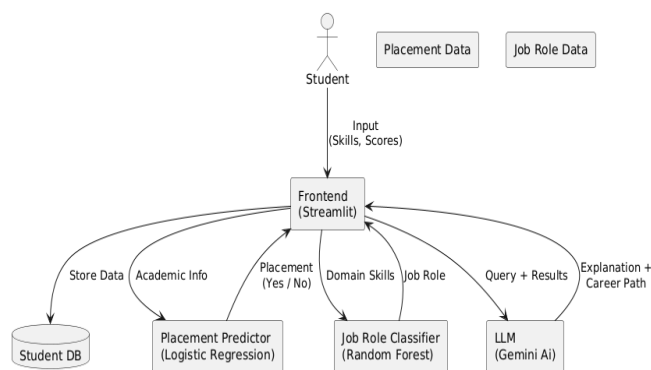 Student
Placement Data
Job Role Data
Input
(Skills, Scores)
Frontend
(Streamlit)
Store Data
Academic Info
Placement
(Yes / No)
Domain Skills
Job Role
Query + Results
Explanation +
Career Path
Student DB
Placement Predictor
(Logistic Regression)
Job Role Classifier
(Random Forest)
LLM
(Gemini Ai)